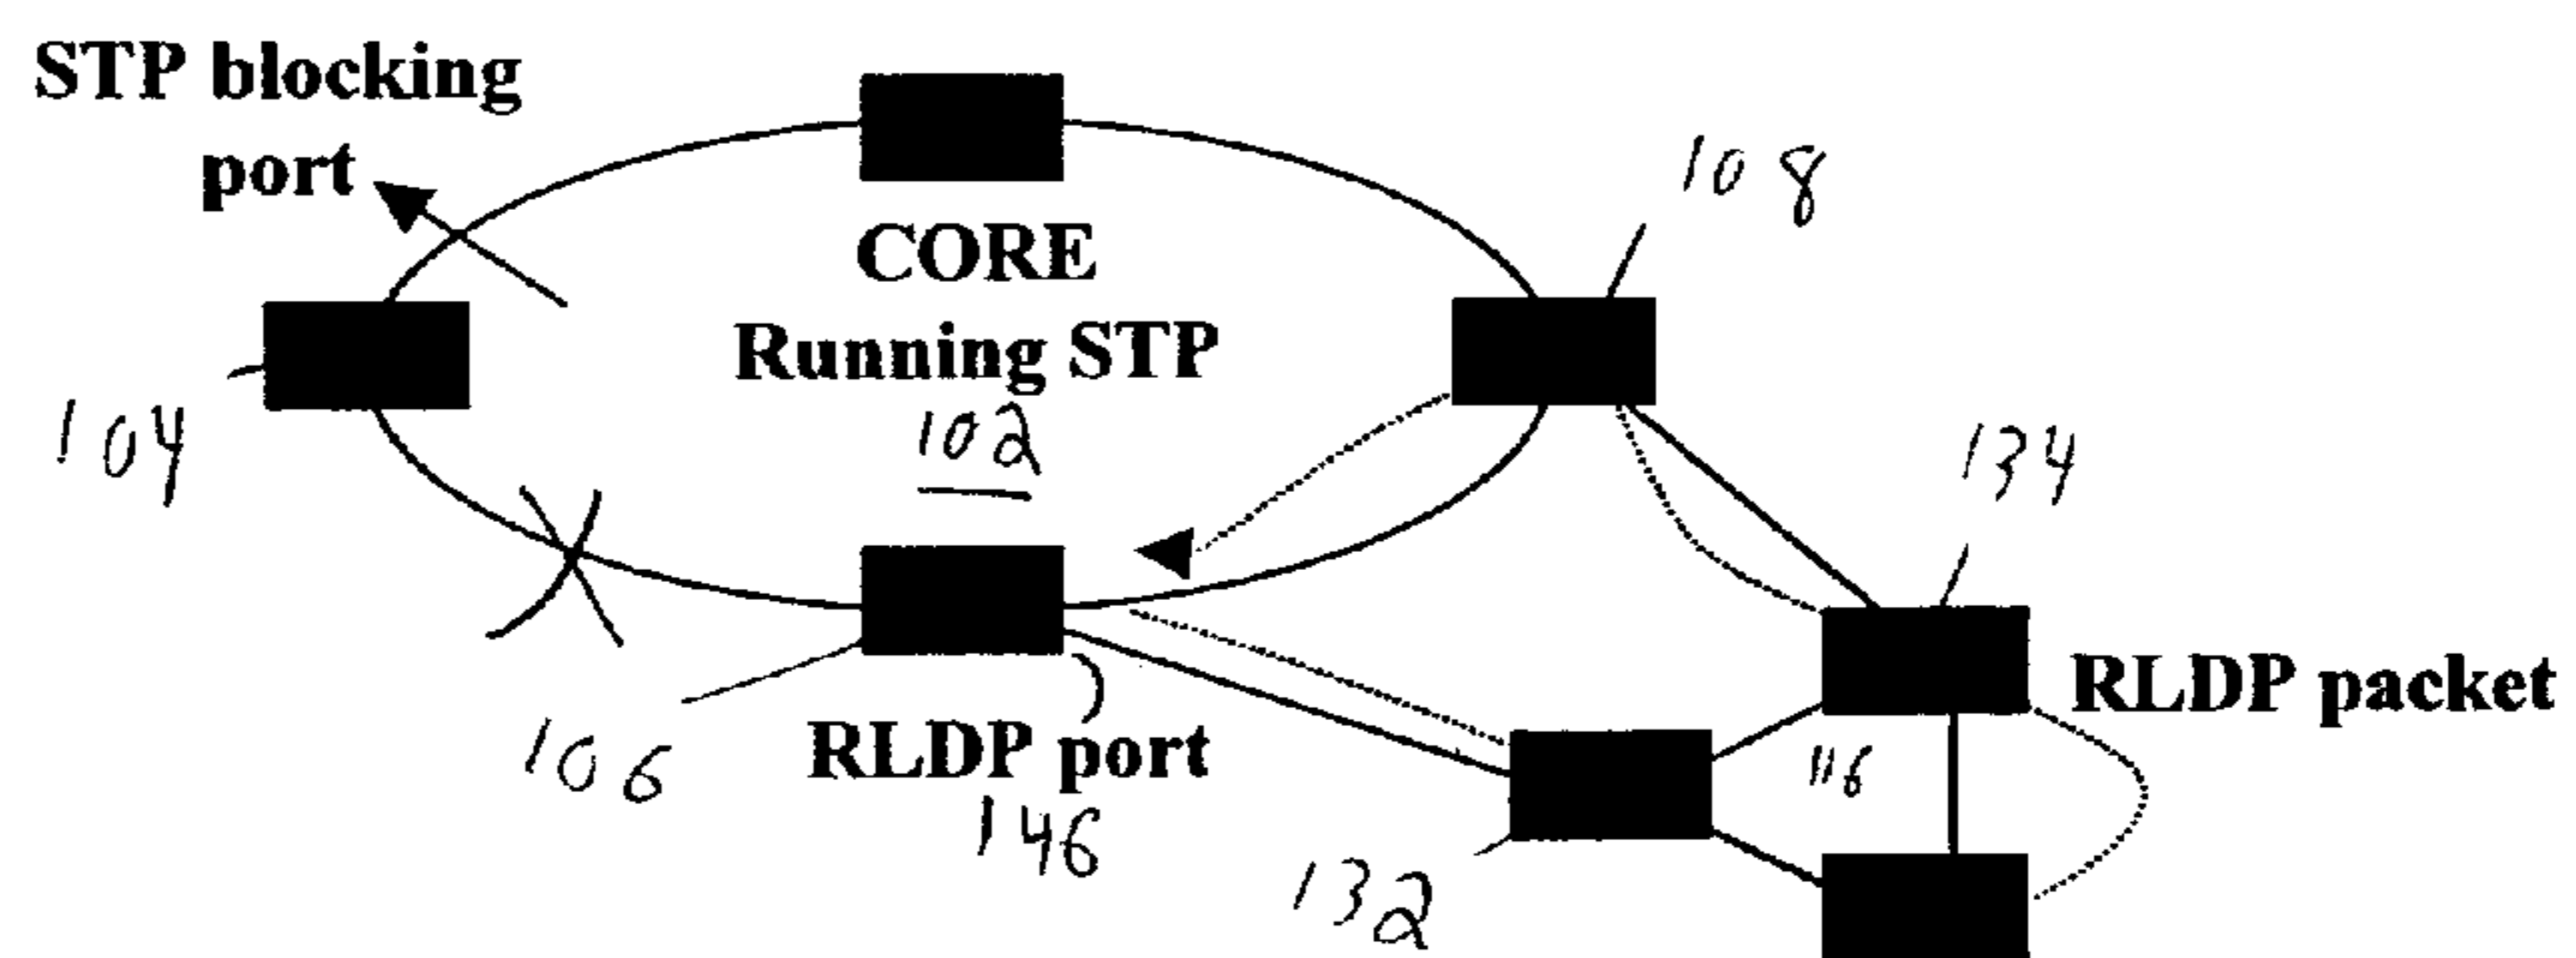 STP blocking
port
CORE
Running STP
102
108
104
134
RLDP packet
106
RLDP port
146
116
132